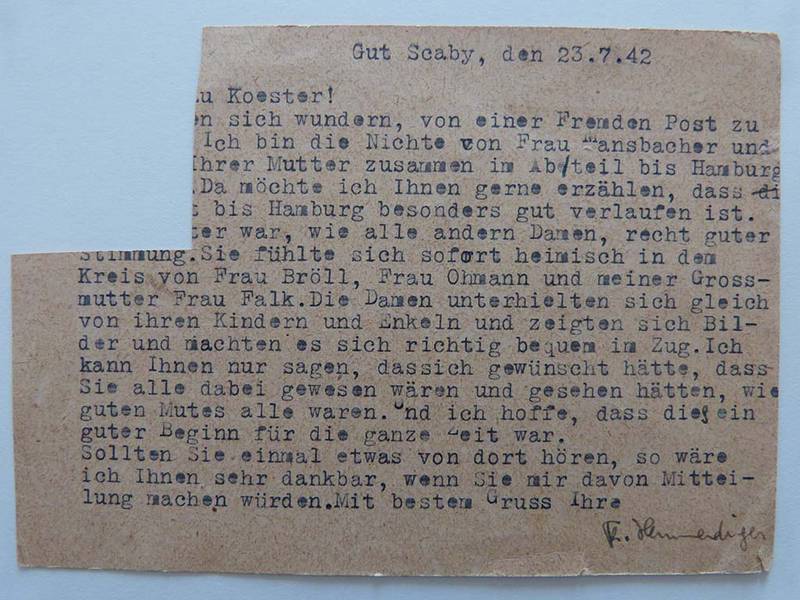 Gut Scaby, den 23.7.42
u Koester!
en sich wundern, von einer Fremden Post zu
Ich bin die Nichte von Frau Mansbacher und
Ihrer Mutter zusammen im Ab/teil bis Hamburg
.Da möchte ich Ihnen gerne erzählen, dass di
t bis Hamburg besonders gut verlaufen ist.
ter war, wie alle andern Damen, recht guter
Stimmung.Sie fühlte sich sofort heimisch in dem
Kreis von Frau Bröll, Frau Ohmann und meiner Gross-
mutter Frau Falk.Die Damen unterhielten sich gleich
von ihren Kindern und Enkeln und zeigten sich Bil-
der und machten es sich richtig bequem im Zug.Ich
kann Ihnen nur sagen, dassich gewünscht hätte, dass
Sie alle dabei gewesen wären und gesehen hätten, wie
guten Mutes alle waren.Und ich hoffe, dass dies ein
guter Beginn für die ganze Zeit war.
Sollten Sie einmal etwas von dort hören, so wäre
ich Ihnen sehr dankbar, wenn Sie mir davon Mittei-
lung machen würden.Mit bestem Gruss Ihre